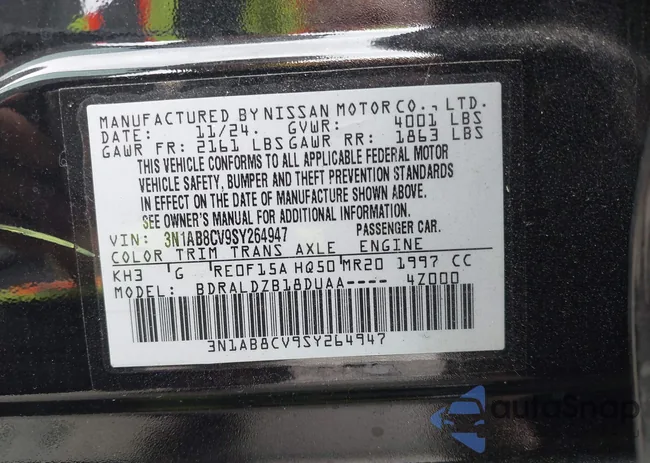 MANUFACTURED BY NISSAN MOTOR CO., LTD.
DATE: 11/24. GVWR: 4001 LBS
GAWR FR: 2161 LBS GAWR RR: 1863 LBS
THIS VEHICLE CONFORMS TO ALL APPLICABLE FEDERAL MOTOR
VEHICLE SAFETY, BUMPER AND THEFT PREVENTION STANDARDS
IN EFFECT ON THE DATE OF MANUFACTURE SHOWN ABOVE.
SEE OWNER'S MANUAL FOR ADDITIONAL INFORMATION.
VIN: 3N1AB8CV9SY264947 PASSENGER CAR.
COLOR TRIM TRANS AXLE ENGINE
KH3 G RE0F15A HQ50 MR20 1997 CC
MODEL: BDRALDZB18DUAA---- 4Z000
3N1AB8CV9SY264947
autoSnap